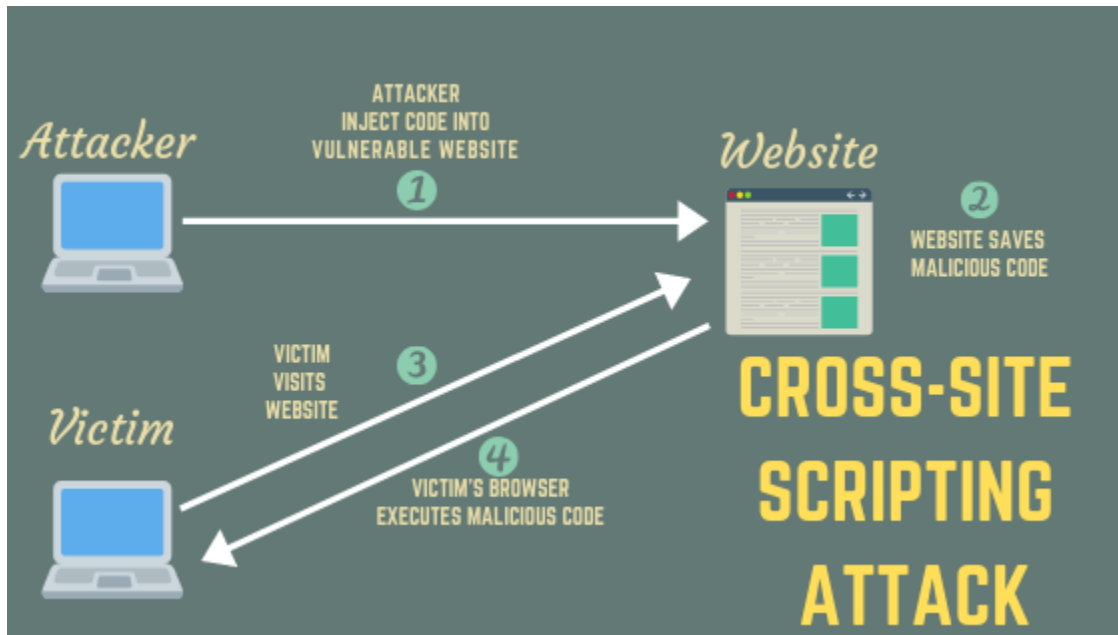 Attacker
ATTACKER
INJECT CODE INTO
VULNERABLE WEBSITE
1
Website
2
WEBSITE SAVES
MALICIOUS CODE
VICTIM
VISITS
WEBSITE
3
Victim
4
VICTIM'S BROWSER
EXECUTES MALICIOUS CODE
CROSS-SITE
SCRIPTING
ATTACK